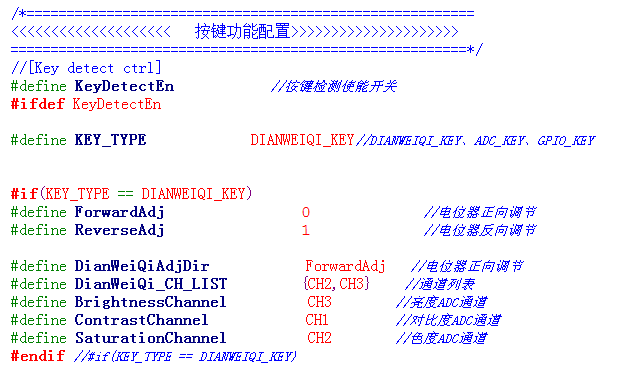 /*===============================================
<<<<<<<<<<<<<<<<<<<< 按键功能配置>>>>>>>>>>>>>>>>>>>>>
================================================*/
//[Key detect ctrl]
#define KeyDetectEn //按键检测使能开关
#ifdef KeyDetectEn
#define KEY_TYPE DIANWEIQI_KEY//DIANWEIQI_KEY、ADC_KEY、GPIO_KEY
#if(KEY_TYPE == DIANWEIQI_KEY)
#define ForwardAdj 0 //电位器正向调节
#define ReverseAdj 1 //电位器反向调节
#define DianWeiQiAdjDir ForwardAdj //电位器正向调节
#define DianWeiQi_CH_LIST {CH2,CH3} //通道列表
#define BrightnessChannel CH3 //亮度ADC通道
#define ContrastChannel CH1 //对比度ADC通道
#define SaturationChannel CH2 //色度ADC通道
#endif //#if(KEY_TYPE == DIANWEIQI_KEY)